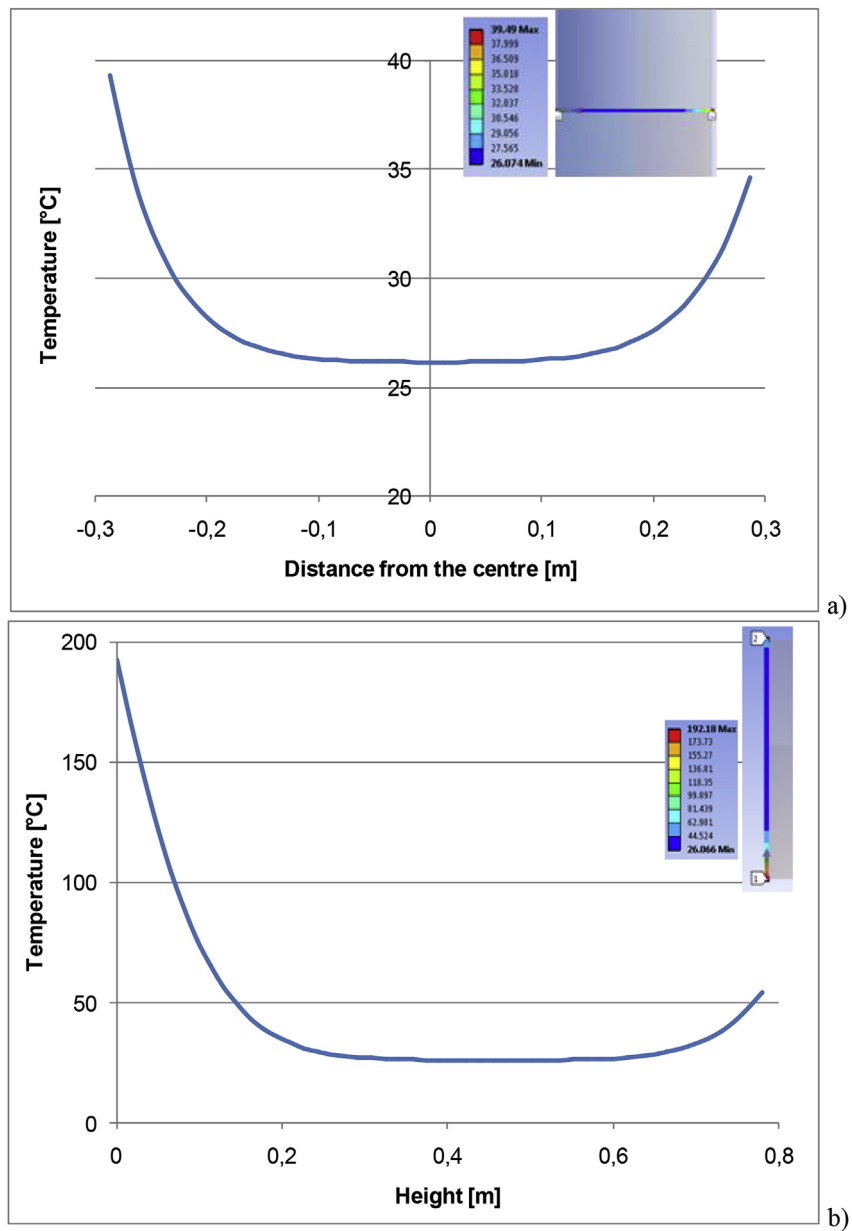 39.49 Max
37.999
36.509
35.018
33.528
32.037
30.546
29.056
27.565
26.074 Min
40
35
30
25
20
Temperature [°C]
-0,3 -0,2 -0,1 0 0,1 0,2 0,3
Distance from the centre [m]
a)
2
192.18 Max
173.73
155.27
136.81
118.35
99.897
81.439
62.981
44.524
26.066 Min
1
200
150
100
50
0
Temperature [°C]
0 0,2 0,4 0,6 0,8
Height [m]
b)